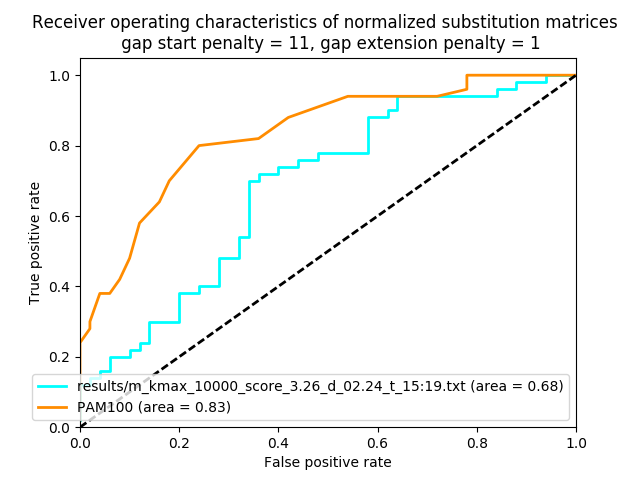 Receiver operating characteristics of normalized substitution matrices
gap start penalty = 11, gap extension penalty = 1
1.0
0.8
0.6
0.4
0.2
0.0
True positive rate
results/m_kmax_10000_score_3.26_d_02.24_t_15:19.txt (area = 0.68)
PAM100 (area = 0.83)
0.0 0.2 0.4 0.6 0.8 1.0
False positive rate